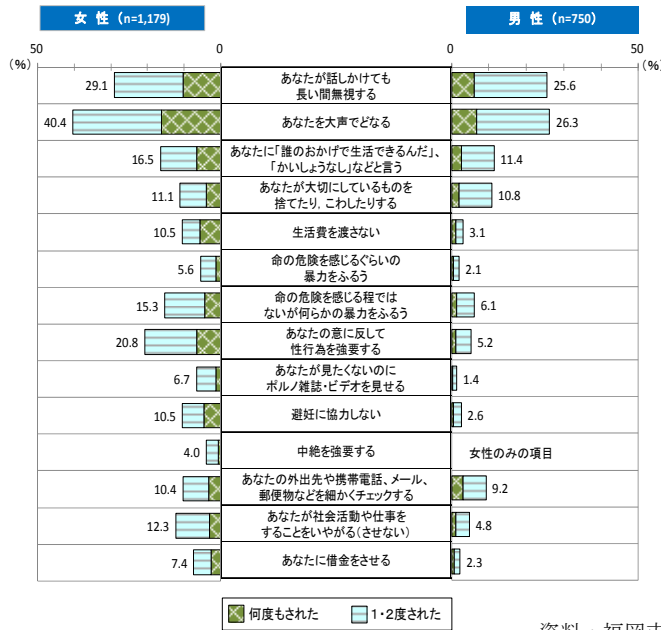 女 性 (n=1,179)
男 性 (n=750)
50
0
0
50
(%)
(%)
29.1
あなたが話しかけても
長い間無視する
25.6
40.4
あなたを大声でどなる
26.3
16.5
あなたに「誰のおかげで生活できるんだ」、
「かいしょうなし」などと言う
11.4
11.1
あなたが大切にしているものを
捨てたり，こわしたりする
10.8
10.5
生活費を渡さない
3.1
5.6
命の危険を感じるぐらいの
暴力をふるう
2.1
15.3
命の危険を感じる程では
ないが何らかの暴力をふるう
6.1
20.8
あなたの意に反して
性行為を強要する
5.2
6.7
あなたが見たくないのに
ポルノ雑誌・ビデオを見せる
1.4
10.5
避妊に協力しない
2.6
4.0
中絶を強要する
女性のみの項目
10.4
あなたの外出先や携帯電話、メール、
郵便物などを細かくチェックする
9.2
12.3
あなたが社会活動や仕事を
することをいやがる(させない)
4.8
7.4
あなたに借金をさせる
2.3
何度もされた
1・2度された